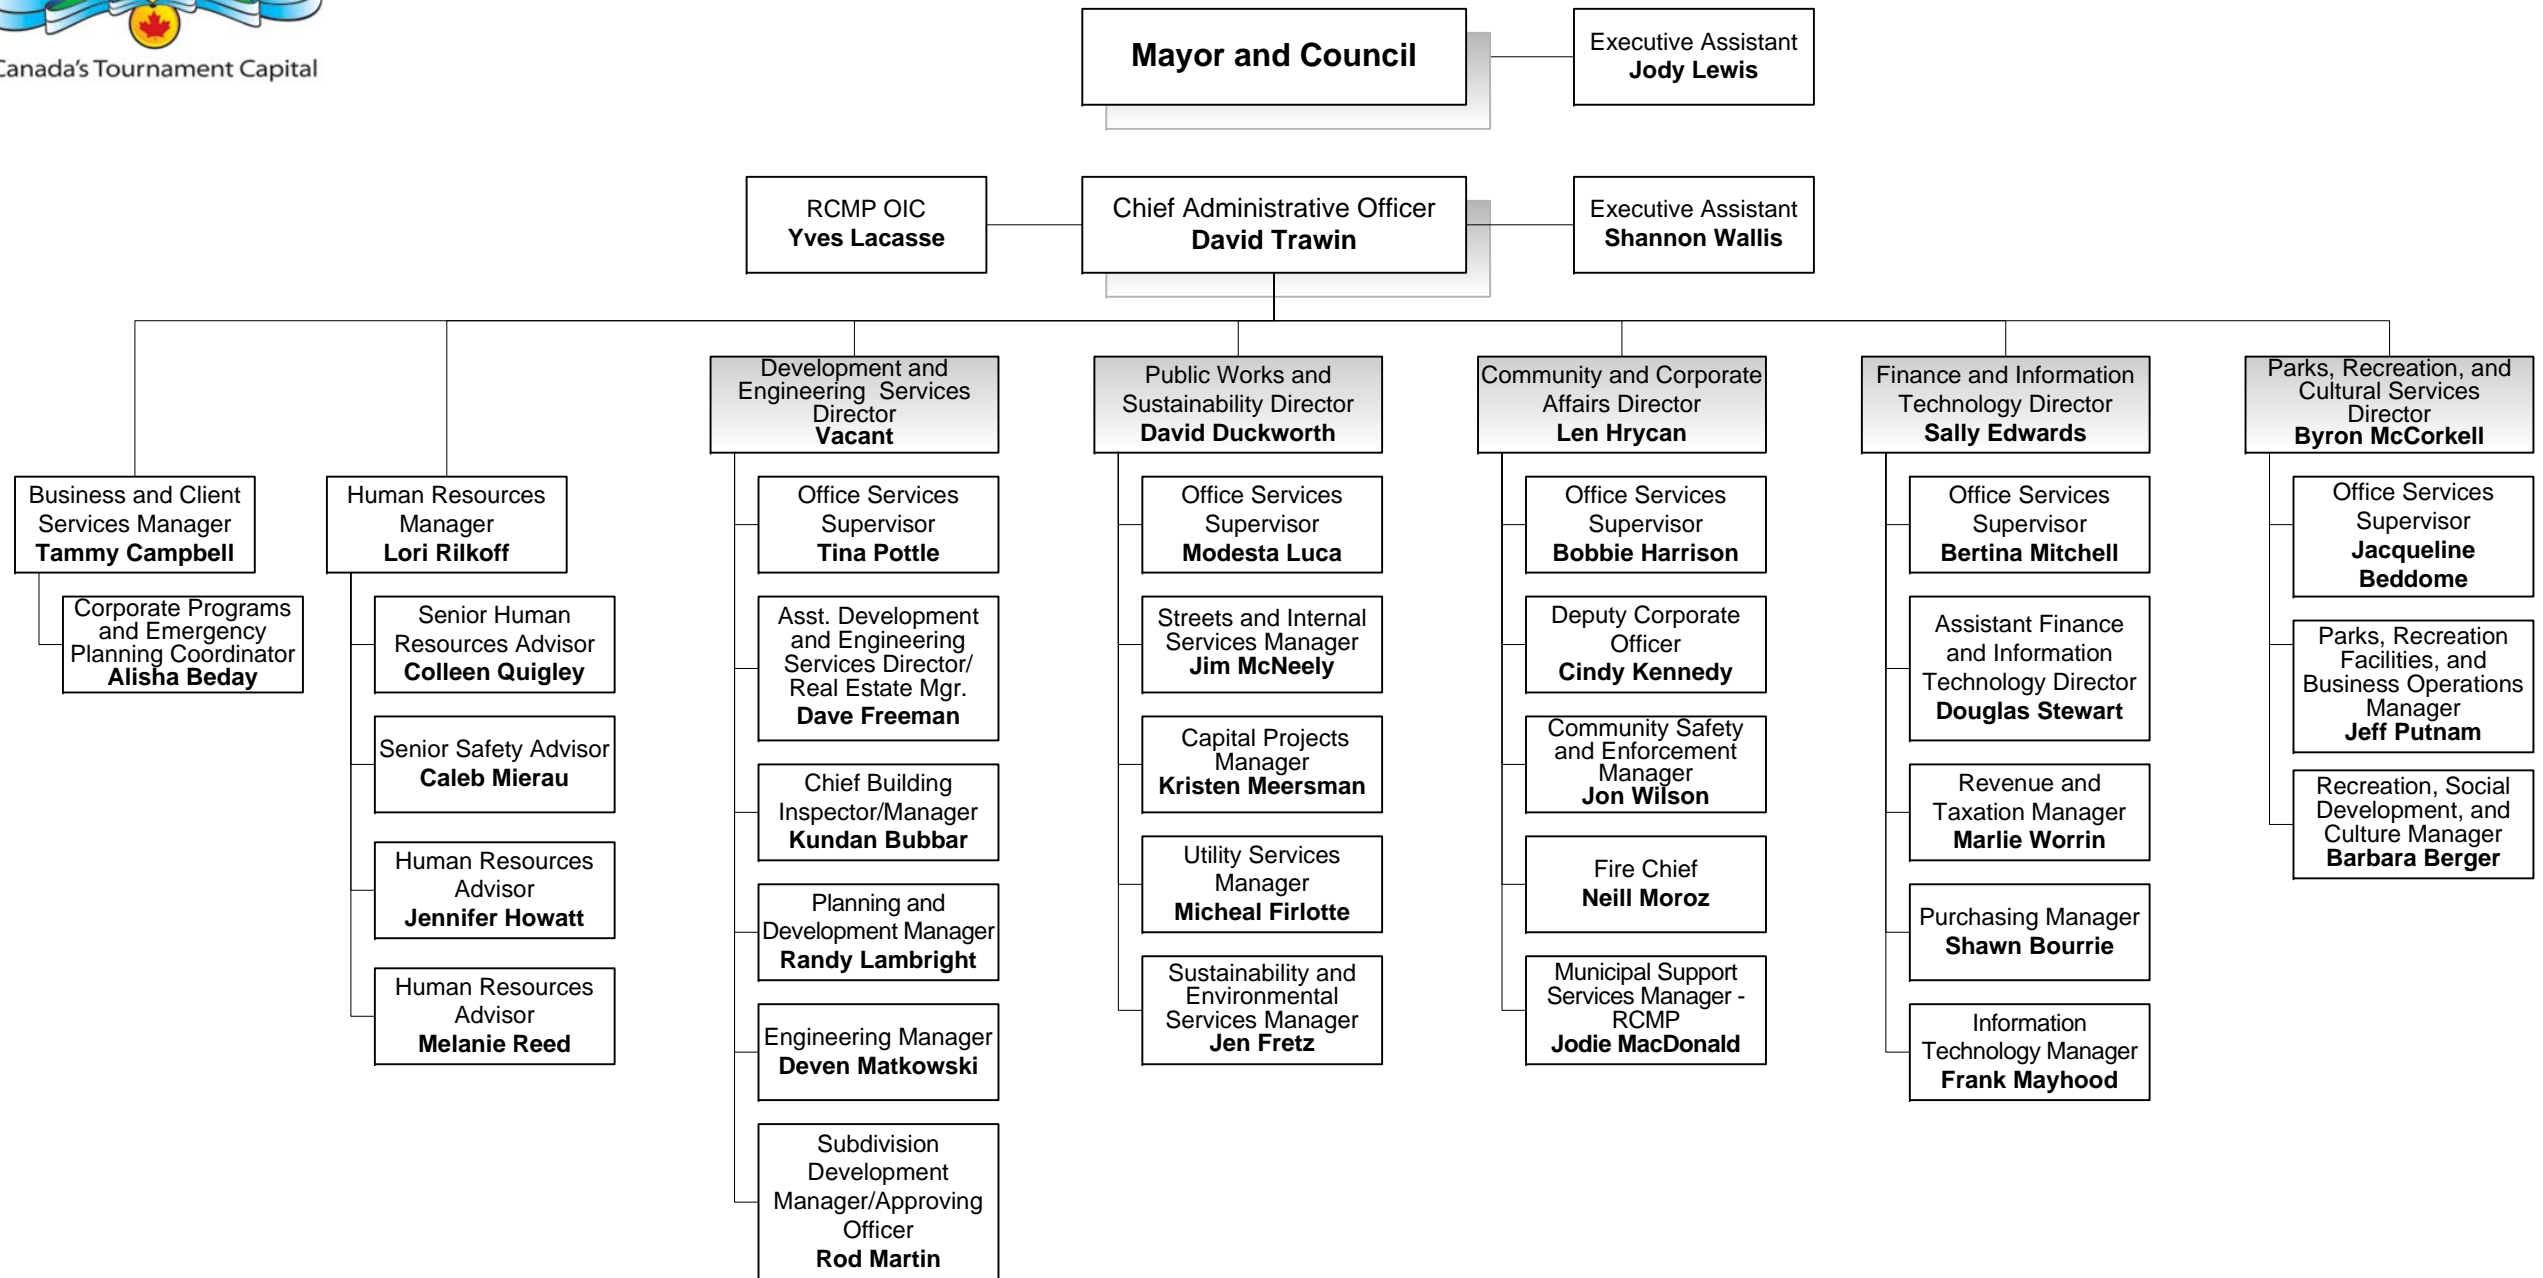 Canada's Tournament Capital
Mayor and Council
Executive Assistant
Jody Lewis
RCMP OIC
Yves Lacasse
Chief Administrative Officer
David Trawin
Executive Assistant
Shannon Wallis
Business and Client
Services Manager
Tammy Campbell
Corporate Programs
and Emergency
Planning Coordinator
Alisha Beday
Human Resources
Manager
Lori Rilkoff
Senior Human
Resources Advisor
Colleen Quigley
Senior Safety Advisor
Caleb Mierau
Human Resources
Advisor
Jennifer Howatt
Human Resources
Advisor
Melanie Reed
Development and
Engineering Services
Director
Vacant
Office Services
Supervisor
Tina Pottle
Asst. Development
and Engineering
Services Director/
Real Estate Mgr.
Dave Freeman
Chief Building
Inspector/Manager
Kundan Bubbar
Planning and
Development Manager
Randy Lambright
Engineering Manager
Deven Matkowski
Subdivision
Development
Manager/Approving
Officer
Rod Martin
Public Works and
Sustainability Director
David Duckworth
Office Services
Supervisor
Modesta Luca
Streets and Internal
Services Manager
Jim McNeely
Capital Projects
Manager
Kristen Meersman
Utility Services
Manager
Micheal Firlotte
Sustainability and
Environmental
Services Manager
Jen Fretz
Community and Corporate
Affairs Director
Len Hrycan
Office Services
Supervisor
Bobbie Harrison
Deputy Corporate
Officer
Cindy Kennedy
Community Safety
and Enforcement
Manager
Jon Wilson
Fire Chief
Neill Moroz
Municipal Support
Services Manager -
RCMP
Jodie MacDonald
Finance and Information
Technology Director
Sally Edwards
Office Services
Supervisor
Bertina Mitchell
Assistant Finance
and Information
Technology Director
Douglas Stewart
Revenue and
Taxation Manager
Marlie Worrin
Purchasing Manager
Shawn Bourrie
Information
Technology Manager
Frank Mayhood
Parks, Recreation, and
Cultural Services
Director
Byron McCorkell
Office Services
Supervisor
Jacqueline
Beddome
Parks, Recreation
Facilities, and
Business Operations
Manager
Jeff Putnam
Recreation, Social
Development, and
Culture Manager
Barbara Berger